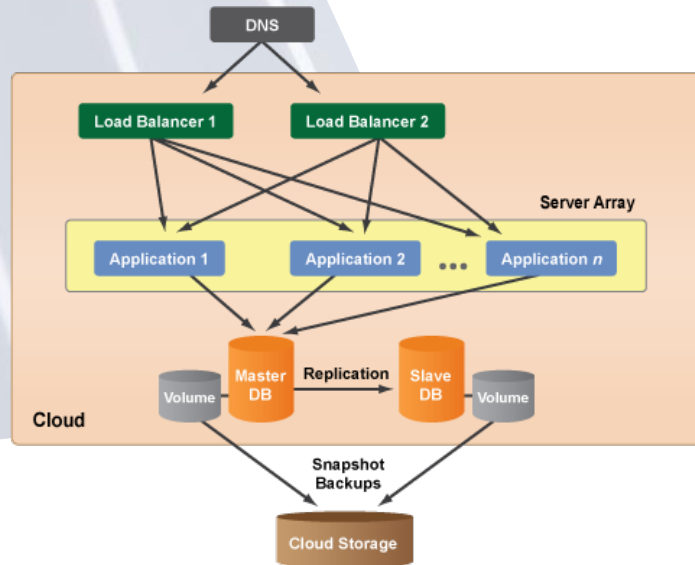 DNS
Load Balancer 1
Load Balancer 2
Server Array
Application 1
Application 2
...
Application n
Master
DB
Replication
Slave
DB
Volume
Volume
Cloud
Snapshot
Backups
Cloud Storage